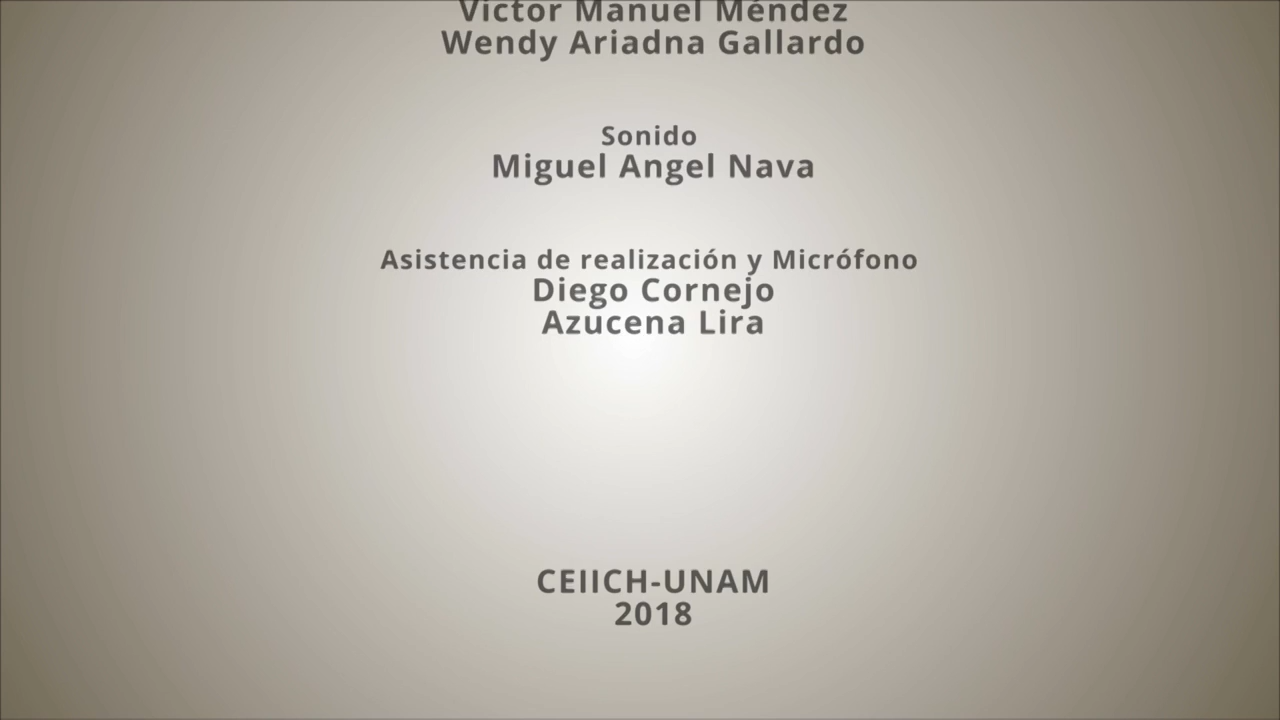 Víctor Manuel Méndez
Wendy Ariadna Gallardo
Sonido
Miguel Angel Nava
Asistencia de realización y Micrófono
Diego Cornejo
Azucena Lira
CEIICH-UNAM
2018